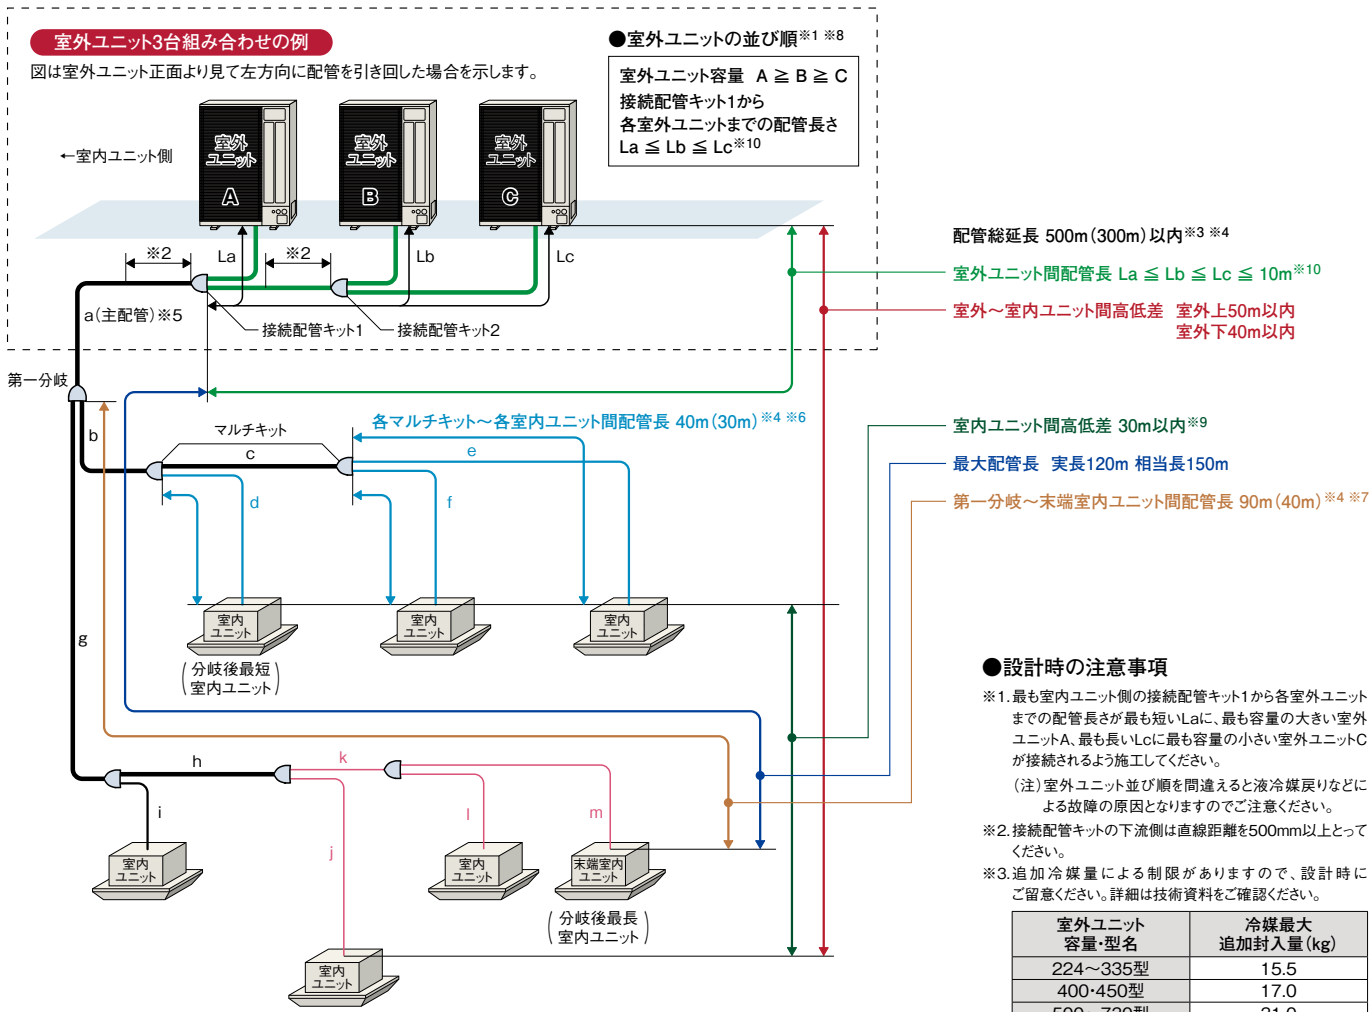 室外ユニット3台組み合わせの例
図は室外ユニット正面より見て左方向に配管を引き回した場合を示します。
●室外ユニットの並び順※1 ※8
室外ユニット容量 A ≧ B ≧ C
接続配管キット1から
各室外ユニットまでの配管長さ
La ≦ Lb ≦ Lc※10
←室内ユニット側
室外
ユニット
A
室外
ユニット
B
室外
ユニット
C
※2
La
※2
Lb
Lc
a(主配管)※5
接続配管キット1
接続配管キット2
配管総延長 500m(300m)以内※3 ※4
室外ユニット間配管長 La ≦ Lb ≦ Lc ≦ 10m※10
室外～室内ユニット間高低差 室外上50m以内
室外下40m以内
第一分岐
b
マルチキット
c
各マルチキット～各室内ユニット間配管長 40m(30m)※4 ※6
e
d
f
室内ユニット間高低差 30m以内※9
最大配管長 実長120m 相当長150m
第一分岐～末端室内ユニット間配管長 90m(40m)※4 ※7
室内
ユニット
室内
ユニット
室内
ユニット
(分岐後最短
室内ユニット)
g
h
k
i
j
l
m
室内
ユニット
室内
ユニット
末端室内
ユニット
(分岐後最長
室内ユニット)
室内
ユニット
●設計時の注意事項
※1.最も室内ユニット側の接続配管キット1から各室外ユニット
までの配管長さが最も短いLaに、最も容量の大きい室外
ユニットA、最も長いLcに最も容量の小さい室外ユニットC
が接続されるよう施工してください。
(注)室外ユニット並び順を間違えると液冷媒戻りなどに
よる故障の原因となりますのでご注意ください。
※2.接続配管キットの下流側は直線距離を500mm以上とって
ください。
※3.追加冷媒量による制限がありますので、設計時に
ご留意ください。詳細は技術資料をご確認ください。
室外ユニット
容量・型名
冷媒最大
追加封入量(kg)
224～335型 15.5
400・450型 17.0